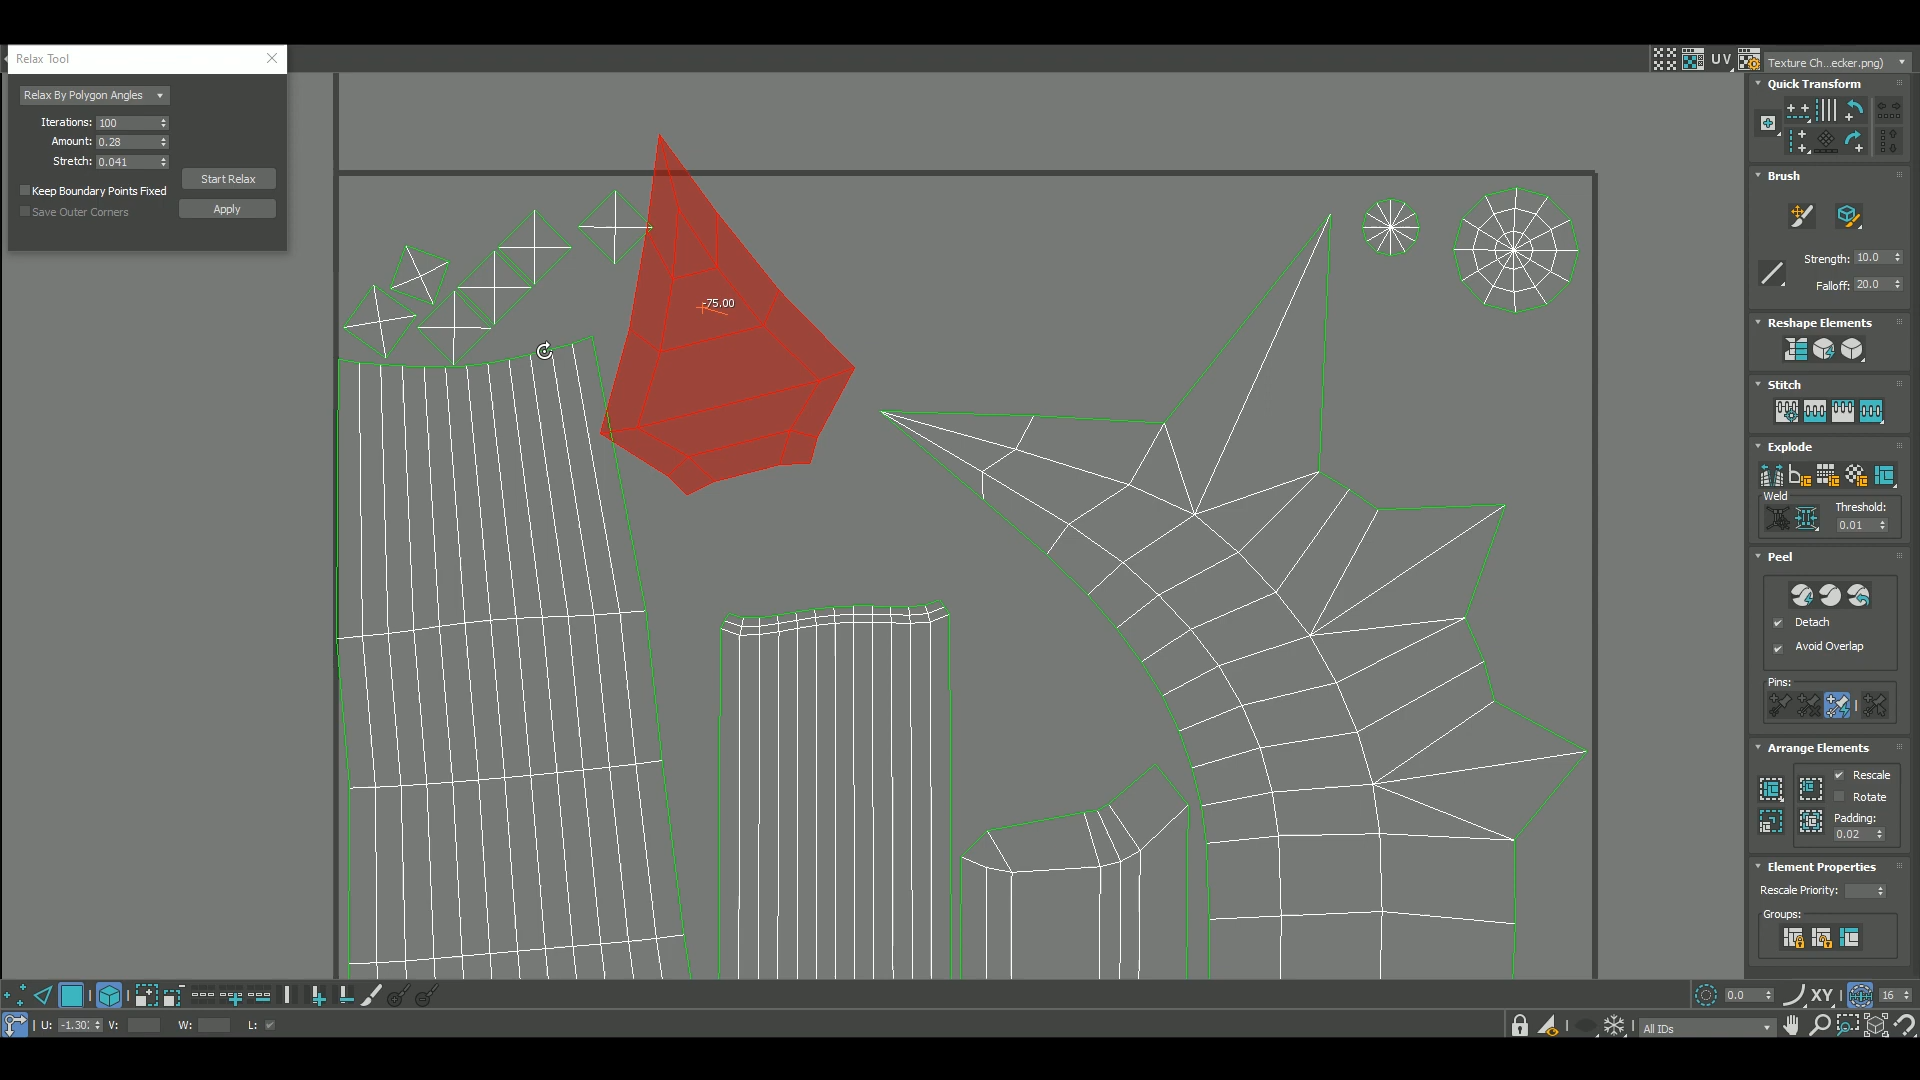 Relax Tool
UV
Texture Ch...ecker.png)
Relax By Polygon Angles
Iterations: 100
Amount: 0.28
Stretch: 0.041
Start Relax
Keep Boundary Points Fixed
Apply
Save Outer Corners
-75.00
Quick Transform
Brush
Strength: 10.0
Falloff: 20.0
Reshape Elements
Stitch
Explode
Weld
Threshold:
0.01
Peel
Detach
Avoid Overlap
Pins:
Arrange Elements
Rescale
Rotate
Padding:
0.02
Element Properties
Rescale Priority:
Groups:
0.0
XY
16
U: -1.30
V:
W:
L:
All IDs